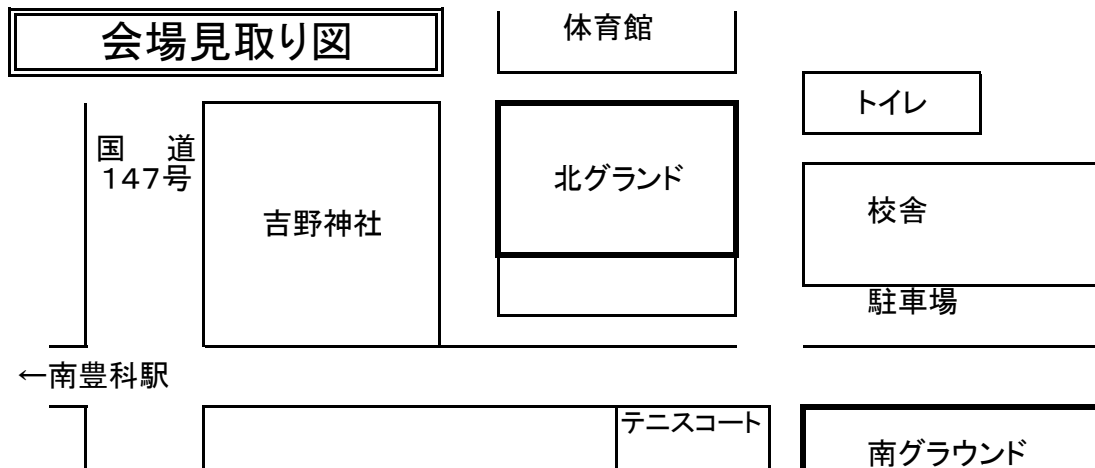 会場見取り図
体育館
トイレ
国　道
147号
北グランド
吉野神社
校舎
駐車場
←南豊科駅
テニスコート
南グラウンド